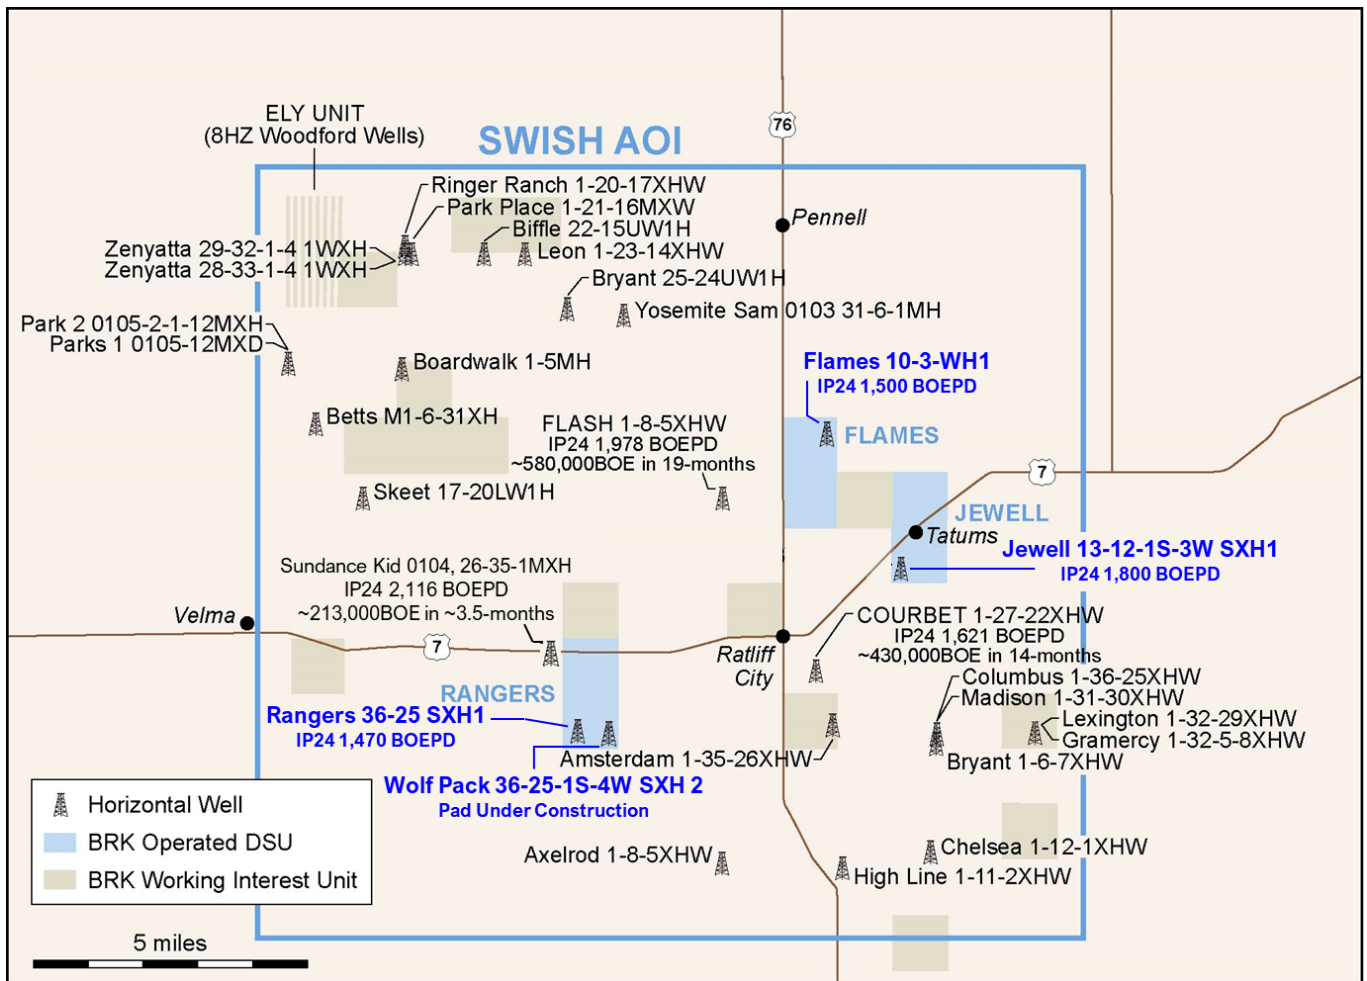 ELY UNIT
(8HZ Woodford Wells)
SWISH AOI
76
Ringer Ranch 1-20-17XHW
Park Place 1-21-16MXW
Biffle 22-15UW1H
Pennell
Zenyatta 29-32-1-4 1WXH
Zenyatta 28-33-1-4 1WXH
Leon 1-23-14XHW
Bryant 25-24UW1H
Yosemite Sam 0103 31-6-1MH
Park 2 0105-2-1-12MXH
Parks 1 0105-12MXD
Boardwalk 1-5MH
Flames 10-3-WH1
IP24 1,500 BOEPD
Betts M1-6-31XH
FLASH 1-8-5XHW
IP24 1,978 BOEPD
~580,000BOE in 19-months
FLAMES
7
Skeet 17-20LW1H
JEWELL
Tatums
Jewell 13-12-1S-3W SXH1
IP24 1,800 BOEPD
Sundance Kid 0104, 26-35-1MXH
IP24 2,116 BOEPD
~213,000BOE in ~3.5-months
Velma
7
Ratliff
City
COURBET 1-27-22XHW
IP24 1,621 BOEPD
~430,000BOE in 14-months
Columbus 1-36-25XHW
Madison 1-31-30XHW
RANGERS
Rangers 36-25 SXH1
IP24 1,470 BOEPD
Lexington 1-32-29XHW
Gramercy 1-32-5-8XHW
Amsterdam 1-35-26XHW
Bryant 1-6-7XHW
Wolf Pack 36-25-1S-4W SXH 2
Pad Under Construction
Horizontal Well
BRK Operated DSU
BRK Working Interest Unit
Axelrod 1-8-5XHW
Chelsea 1-12-1XHW
High Line 1-11-2XHW
5 miles